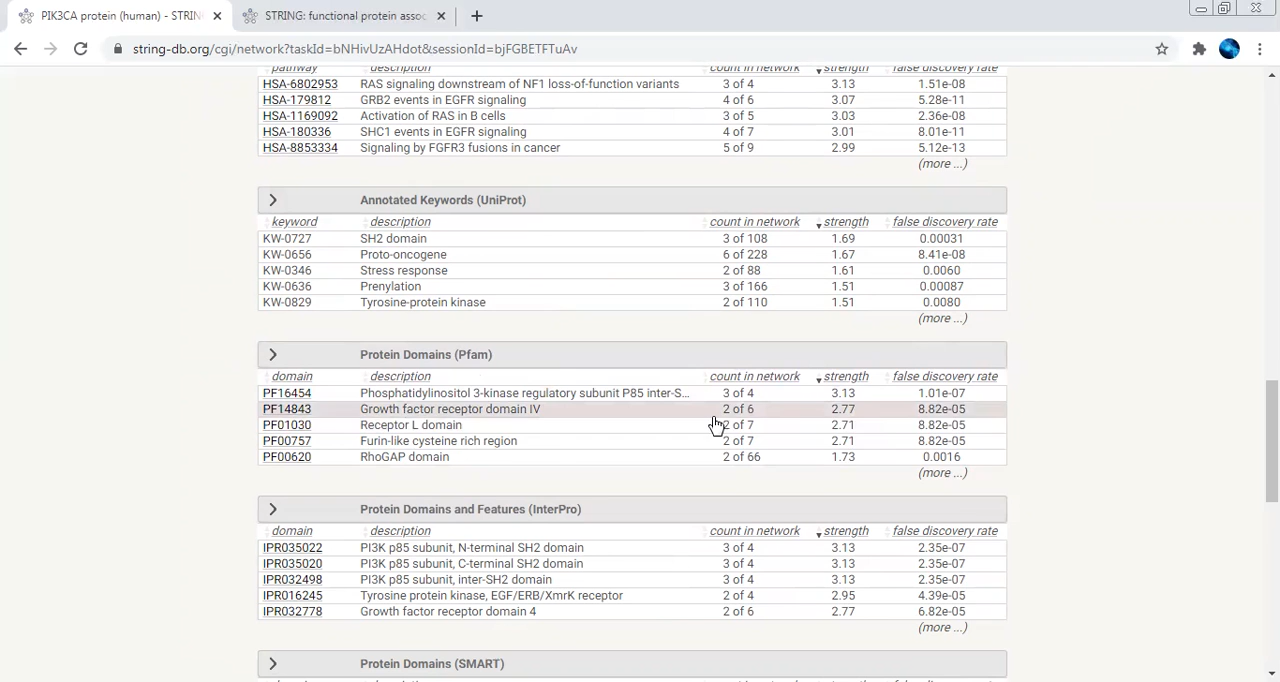 PIK3CA protein (human) - STRIN
STRING: functional protein assoc
string-db.org/cgi/network?taskId=bNHivUzAHdot&sessionId=bjFGBETFTuAv
pathway description count in network strength false discovery rate
HSA-6802953 RAS signaling downstream of NF1 loss-of-function variants 3 of 4 3.13 1.51e-08
HSA-179812 GRB2 events in EGFR signaling 4 of 6 3.07 5.28e-11
HSA-1169092 Activation of RAS in B cells 3 of 5 3.03 2.36e-08
HSA-180336 SHC1 events in EGFR signaling 4 of 7 3.01 8.01e-11
HSA-8853334 Signaling by FGFR3 fusions in cancer 5 of 9 2.99 5.12e-13
(more ...)
Annotated Keywords (UniProt)
keyword description count in network strength false discovery rate
KW-0727 SH2 domain 3 of 108 1.69 0.00031
KW-0656 Proto-oncogene 6 of 228 1.67 8.41e-08
KW-0346 Stress response 2 of 88 1.61 0.0060
KW-0636 Prenylation 3 of 166 1.51 0.00087
KW-0829 Tyrosine-protein kinase 2 of 110 1.51 0.0080
(more ...)
Protein Domains (Pfam)
domain description count in network strength false discovery rate
PF16454 Phosphatidylinositol 3-kinase regulatory subunit P85 inter-S... 3 of 4 3.13 1.01e-07
PF14843 Growth factor receptor domain IV 2 of 6 2.77 8.82e-05
PF01030 Receptor L domain 2 of 7 2.71 8.82e-05
PF00757 Furin-like cysteine rich region 2 of 7 2.71 8.82e-05
PF00620 RhoGAP domain 2 of 66 1.73 0.0016
(more ...)
Protein Domains and Features (InterPro)
domain description count in network strength false discovery rate
IPR035022 PI3K p85 subunit, N-terminal SH2 domain 3 of 4 3.13 2.35e-07
IPR035020 PI3K p85 subunit, C-terminal SH2 domain 3 of 4 3.13 2.35e-07
IPR032498 PI3K p85 subunit, inter-SH2 domain 3 of 4 3.13 2.35e-07
IPR016245 Tyrosine protein kinase, EGF/ERB/XmrK receptor 2 of 4 2.95 4.39e-05
IPR032778 Growth factor receptor domain 4 2 of 6 2.77 6.82e-05
(more ...)
Protein Domains (SMART)